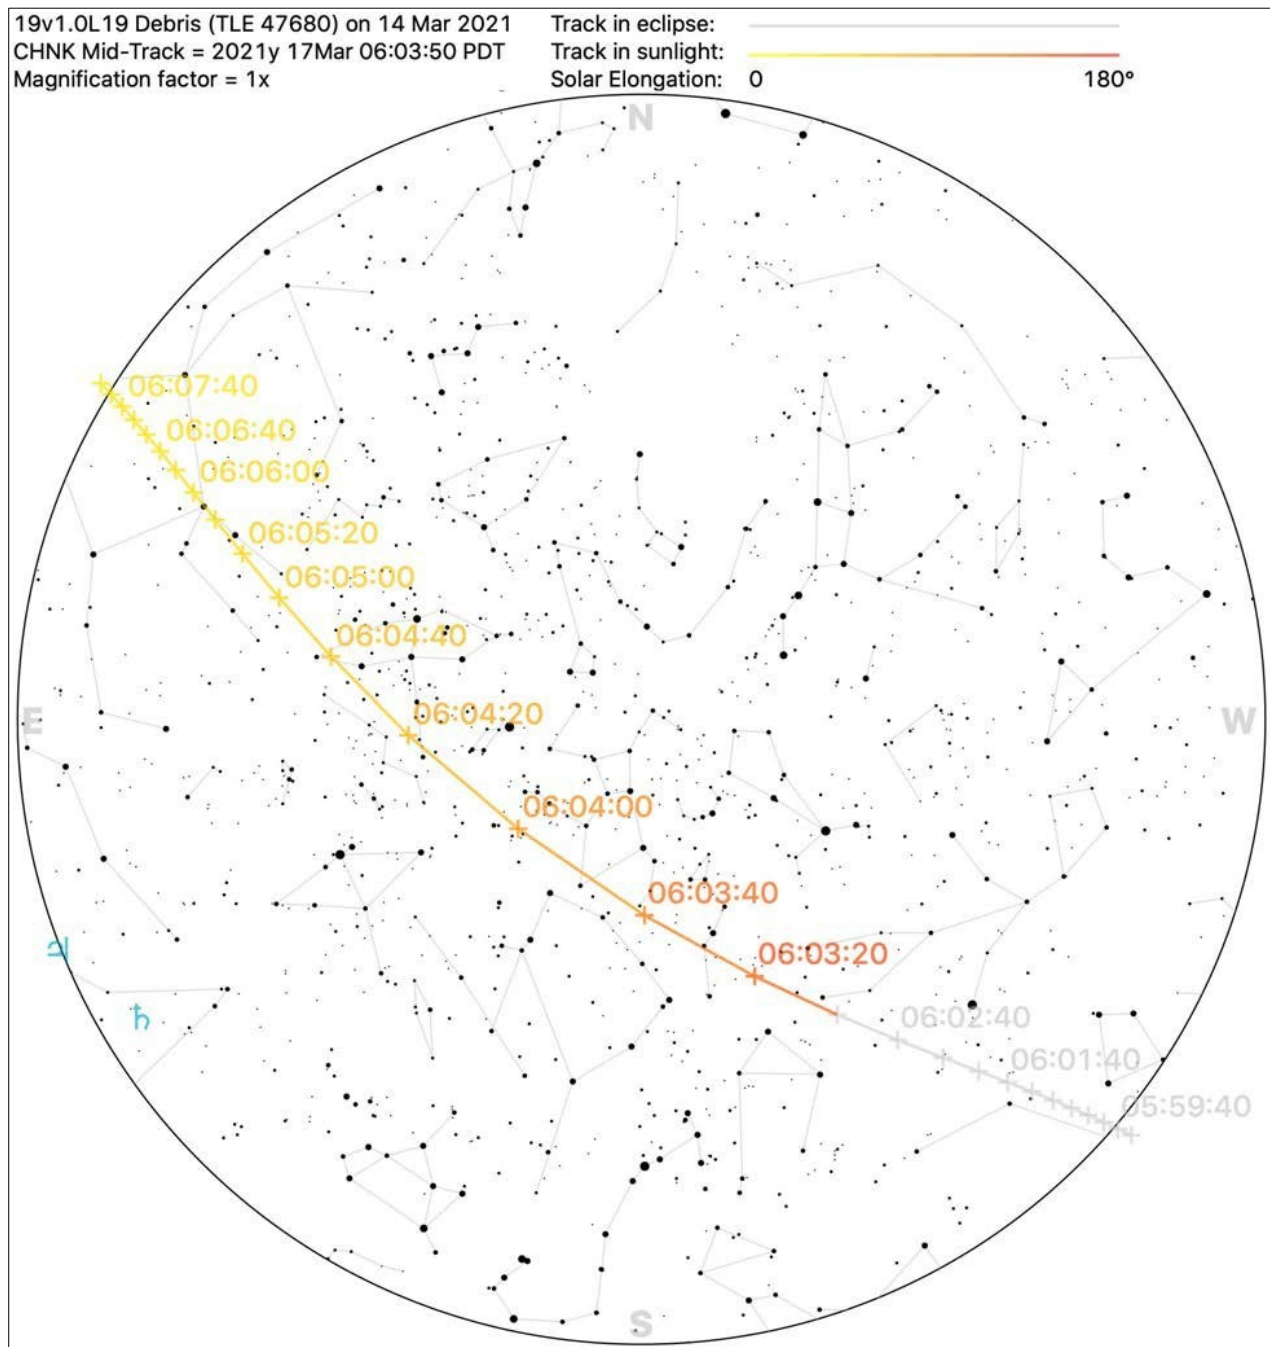 19v1.0L19 Debris (TLE 47680) on 14 Mar 2021
CHNK Mid-Track = 2021y 17Mar 06:03:50 PDT
Magnification factor = 1x
Track in eclipse:
Track in sunlight:
Solar Elongation: 0 180°
N
06:07:40
06:06:40
06:06:00
06:05:20
06:05:00
06:04:40
06:04:20
E
W
06:04:00
06:03:40
06:03:20
♃
♄
06:02:40
06:01:40
05:59:40
S